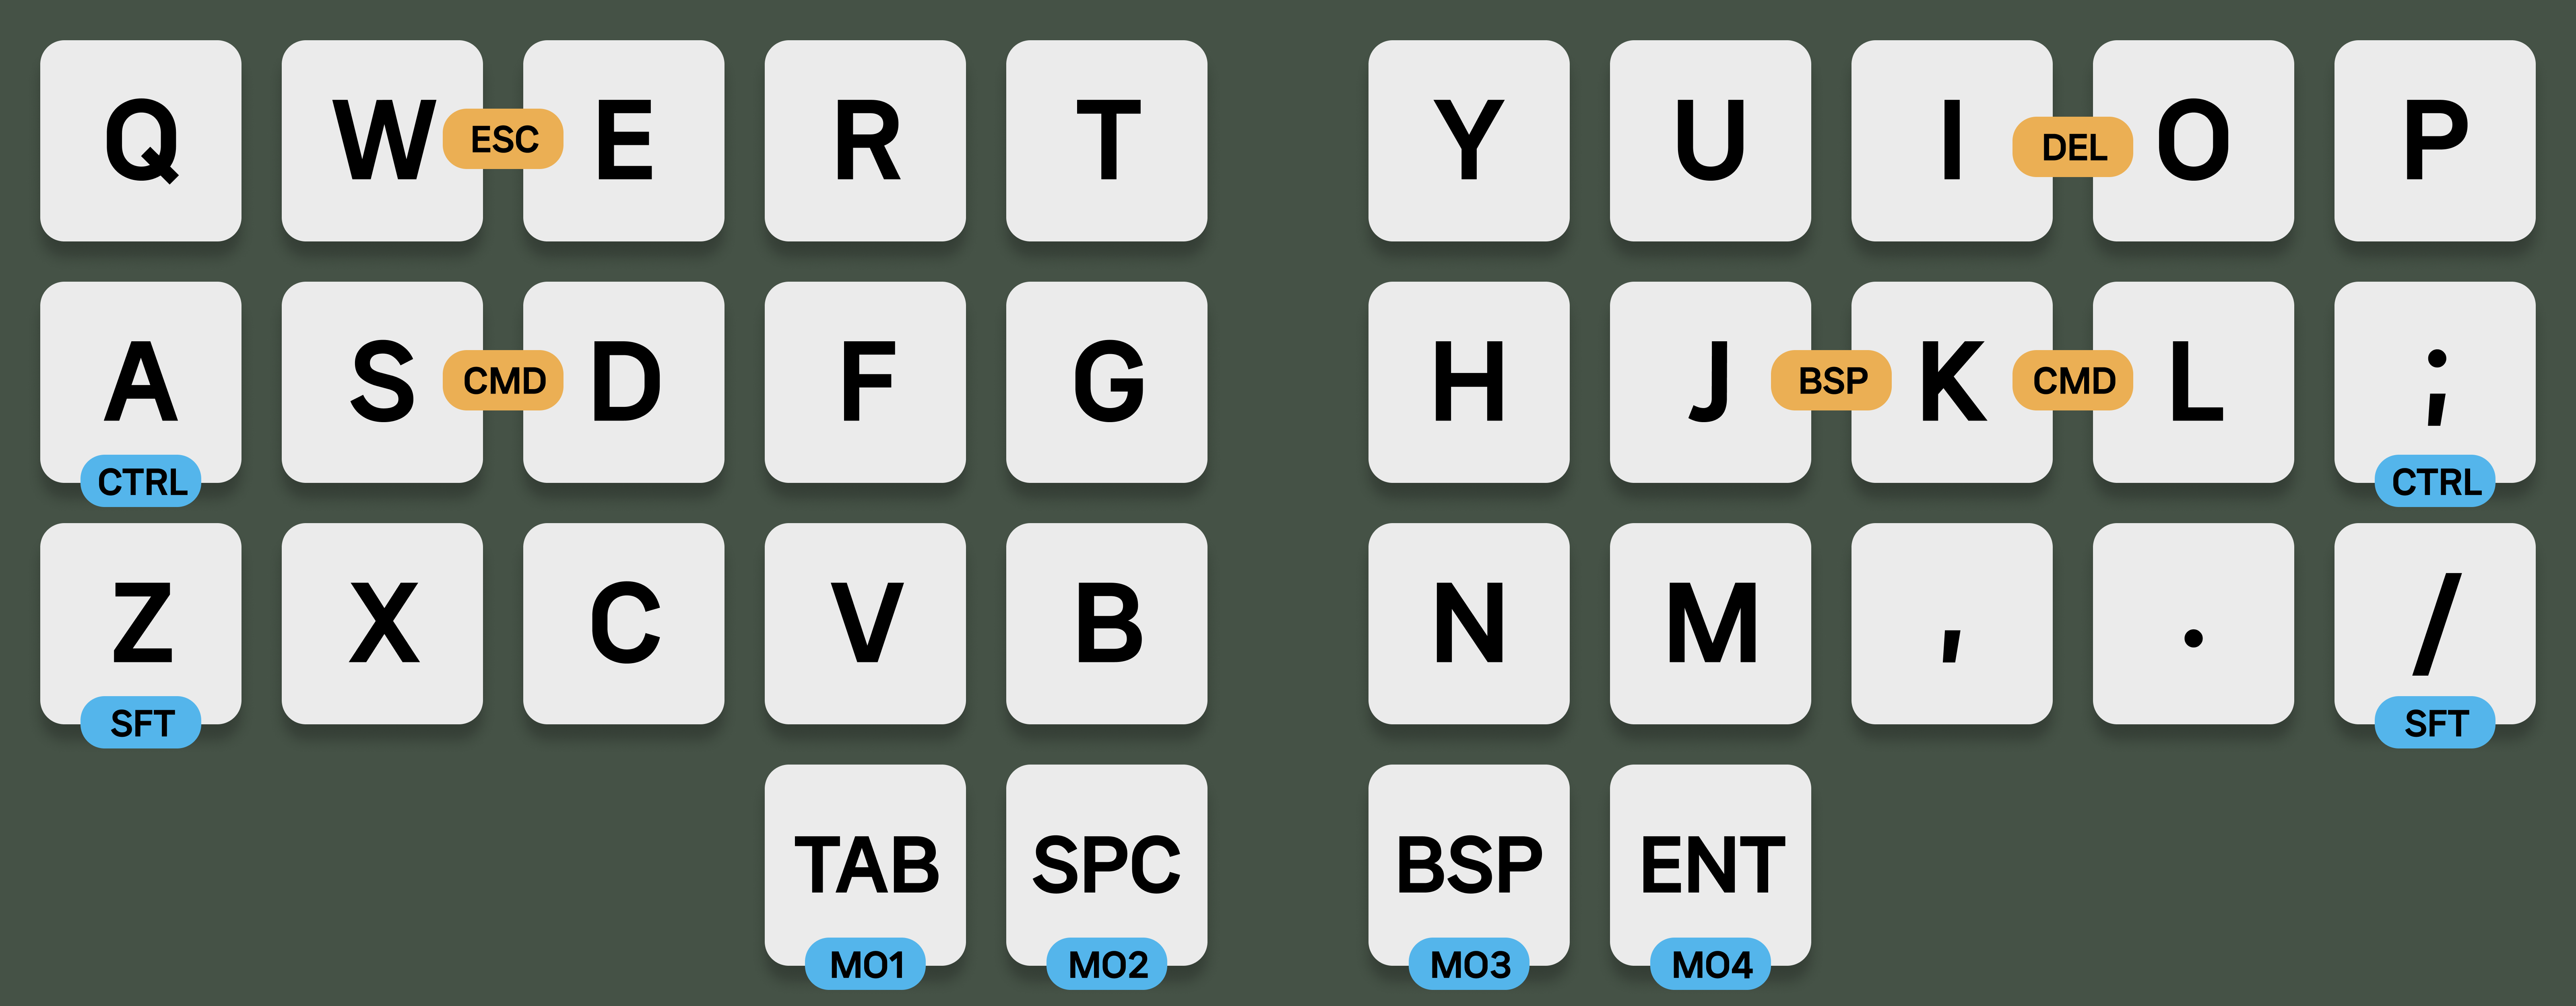 Q W ESC E R T Y U I DEL O P
A S CMD D F G H J BSP K CMD L ;
CTRL CTRL
Z X C V B N M , . /
SFT SFT
TAB SPC BSP ENT
MO1 MO2 MO3 MO4